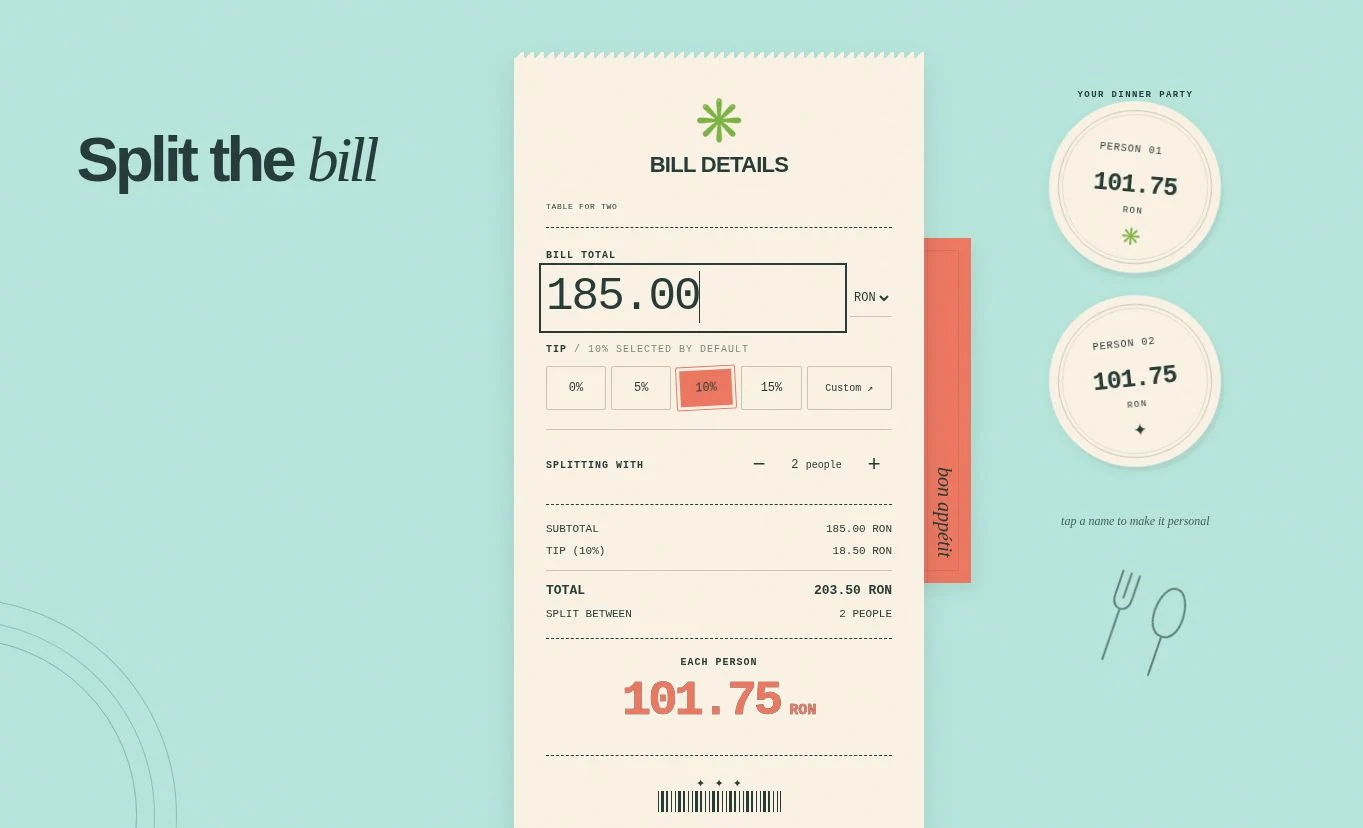 Split the bill
BILL DETAILS
TABLE FOR TWO
BILL TOTAL
185.00
RON
TIP / 10% SELECTED BY DEFAULT
0% 5% 10% 15% Custom ↗
SPLITTING WITH − 2 people +
SUBTOTAL 185.00 RON
TIP (10%) 18.50 RON
TOTAL 203.50 RON
SPLIT BETWEEN 2 PEOPLE
EACH PERSON
101.75 RON
bon appétit
YOUR DINNER PARTY
PERSON 01
101.75
RON
PERSON 02
101.75
RON
tap a name to make it personal